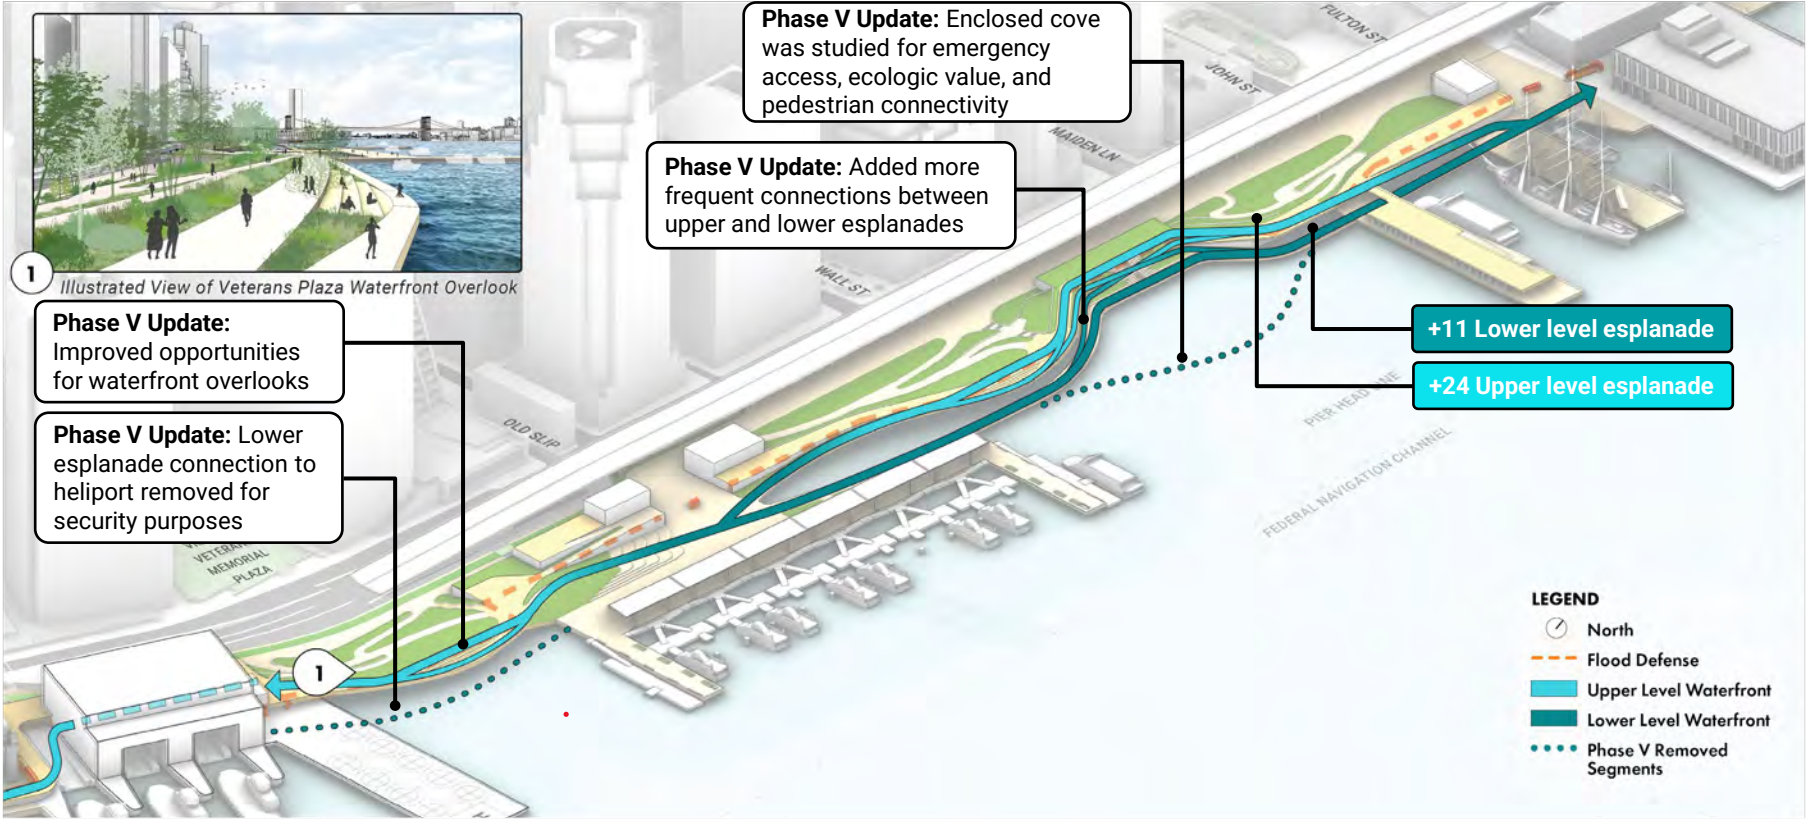 Phase V Update: Enclosed cove
was studied for emergency
access, ecologic value, and
pedestrian connectivity
FULTON ST
JOHN ST
MAIDEN LN
Phase V Update: Added more
frequent connections between
upper and lower esplanades
1
Illustrated View of Veterans Plaza Waterfront Overlook
WALL ST
Phase V Update:
Improved opportunities
for waterfront overlooks
+11 Lower level esplanade
+24 Upper level esplanade
PIER HEAD LINE
OLD SLIP
Phase V Update: Lower
esplanade connection to
heliport removed for
security purposes
FEDERAL NAVIGATION CHANNEL
MEMORIAL
PLAZA
1
LEGEND
North
Flood Defense
Upper Level Waterfront
Lower Level Waterfront
Phase V Removed
Segments
H